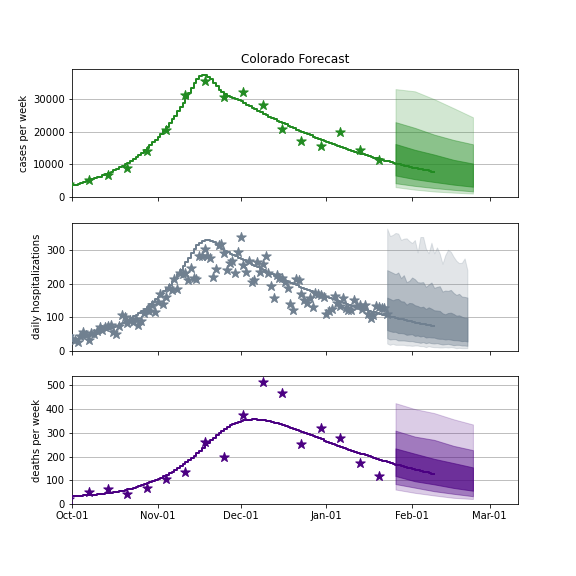 Colorado Forecast
cases per week
30000
20000
10000
0
daily hospitalizations
300
200
100
0
deaths per week
500
400
300
200
100
0
Oct-01 Nov-01 Dec-01 Jan-01 Feb-01 Mar-01